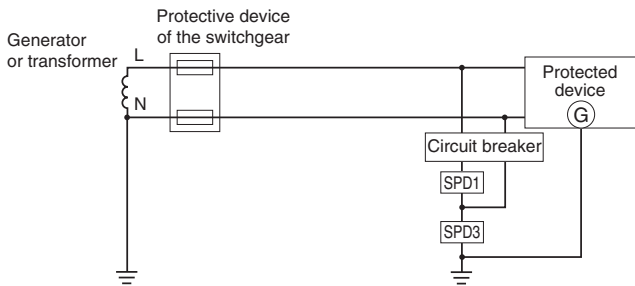 Generator
or transformer
L
N
Protective device
of the switchgear
Protected
device
G
Circuit breaker
SPD1
SPD3